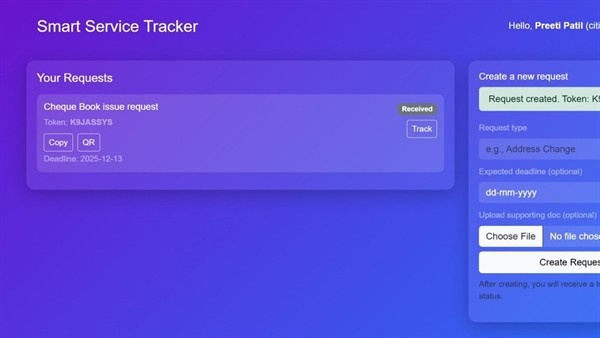 Smart Service Tracker
Hello, Preeti Patil (citi
Your Requests
Cheque Book issue request
Received
Token: K9JASSYS
Track
Copy
QR
Deadline: 2025-12-13
Create a new request
Request created. Token: K9
Request type
e.g., Address Change
Expected deadline (optional)
dd-mm-yyyy
Upload supporting doc (optional)
Choose File
No file chose
Create Reques
After creating, you will receive a t
status.